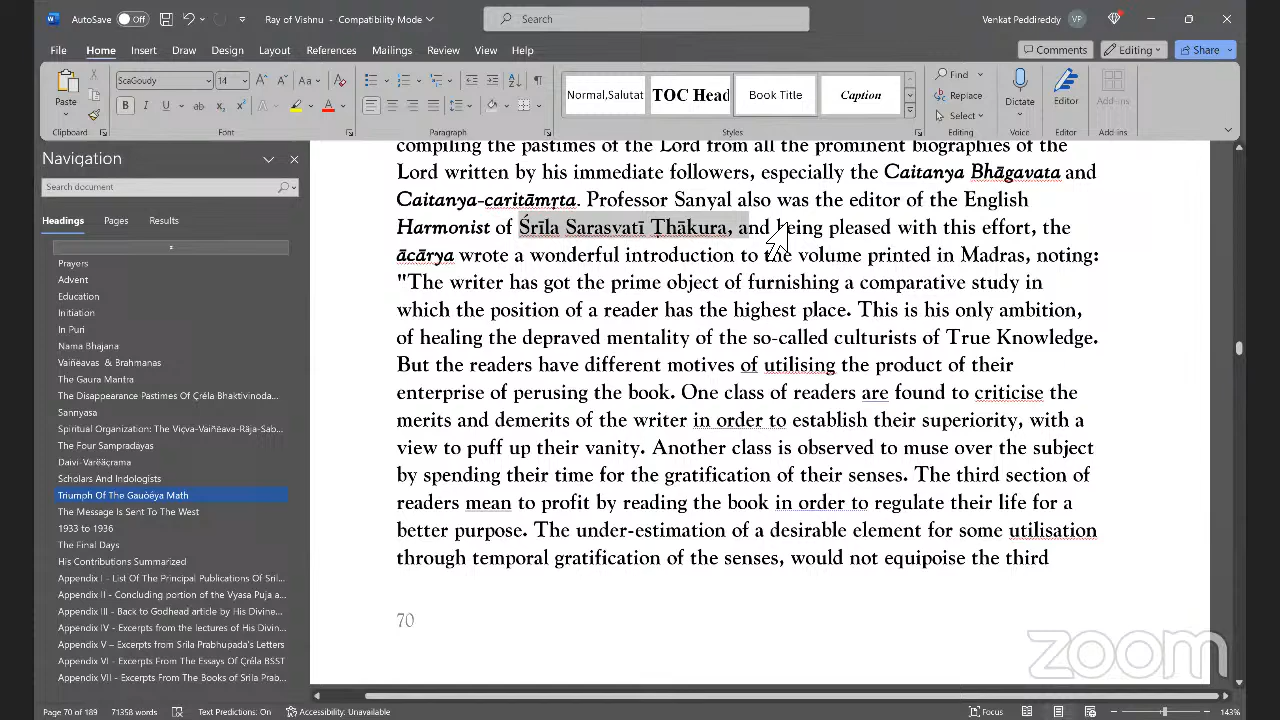 AutoSave Off Ray of Vishnu - Compatibility Mode Search Venkat Peddireddy VP
File Home Insert Draw Design Layout References Mailings Review View Help Comments Editing Share
Paste ScaGoudy 14 Normal,Salutat TOC Head Book Title Caption Find Replace Select Dictate Editor Add-ins
Clipboard Font Paragraph Styles Editing Voice Editor Add-ins
Navigation
Search document
Headings Pages Results
Prayers
Advent
Education
Initiation
In Puri
Nama Bhajana
Vaiñëavas & Brahmanas
The Gaura Mantra
The Disappearance Pastimes Of Çréla Bhaktivinoda...
Sannyasa
Spiritual Organization: The Viçva-Vaiñëava-Räja-Sab...
The Four Sampradäyas
Daivi-Varëäçrama
Scholars And Indologists
Triumph Of The Gauòéya Math
The Message Is Sent To The West
1933 to 1936
The Final Days
His Contributions Summarized
Appendix I - List Of The Principal Publications Of Sril...
Appendix II - Concluding portion of the Vyasa Puja a...
Appendix III - Back to Godhead article by His Divine...
Appendix IV - Excerpts from the lectures of His Divin...
Appendix V – Excerpts from Srila Prabhupada's Letters
Appendix VI - Excerpts From The Essays Of Çréla BSST
Appendix VII - Excerpts From The Books of Srila Prab...
compiling the pastimes of the Lord from all the prominent biographies of the
Lord written by his immediate followers, especially the Caitanya Bhāgavata and
Caitanya-caritāmṛta. Professor Sanyal also was the editor of the English
Harmonist of Śrīla Sarasvatī Ṭhākura, and being pleased with this effort, the
ācārya wrote a wonderful introduction to the volume printed in Madras, noting:
"The writer has got the prime object of furnishing a comparative study in
which the position of a reader has the highest place. This is his only ambition,
of healing the depraved mentality of the so-called culturists of True Knowledge.
But the readers have different motives of utilising the product of their
enterprise of perusing the book. One class of readers are found to criticise the
merits and demerits of the writer in order to establish their superiority, with a
view to puff up their vanity. Another class is observed to muse over the subject
by spending their time for the gratification of their senses. The third section of
readers mean to profit by reading the book in order to regulate their life for a
better purpose. The under-estimation of a desirable element for some utilisation
through temporal gratification of the senses, would not equipoise the third
70
zoom
Page 70 of 189 71358 words Text Predictions: On Accessibility: Unavailable Focus 143%